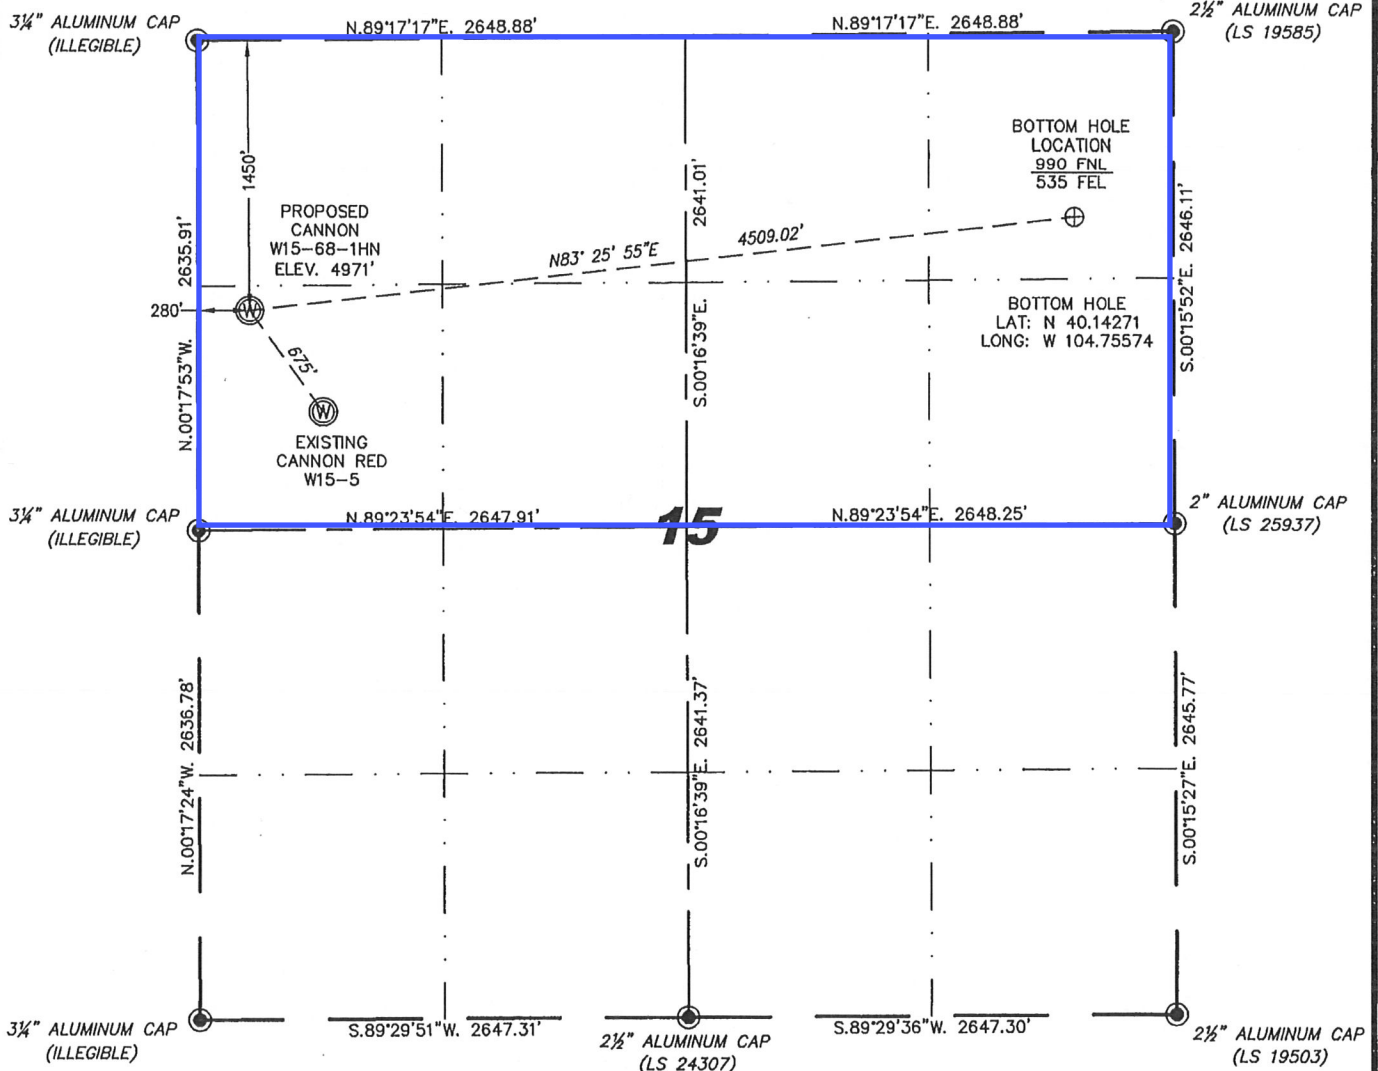 3¼" ALUMINUM CAP
(ILLEGIBLE)
N.89°17'17"E. 2648.88'
N.89°17'17"E. 2648.88'
2½" ALUMINUM CAP
(LS 19585)
1450'
2641.01'
BOTTOM HOLE
LOCATION
990 FNL
535 FEL
PROPOSED
CANNON
W15-68-1HN
ELEV. 4971'
N.00°17'53"W. 2635.91'
N83° 25' 55"E
4509.02'
S.00°15'52"E. 2646.11'
280'
W
BOTTOM HOLE
LAT: N 40.14271
LONG: W 104.75574
S.00°16'39"E.
675'
W
EXISTING
CANNON RED
W15-5
3¼" ALUMINUM CAP
(ILLEGIBLE)
N.89°23'54"E. 2647.91'
15
N.89°23'54"E. 2648.25'
2" ALUMINUM CAP
(LS 25937)
N.00°17'24"W. 2636.78'
S.00°16'39"E. 2641.37'
S.00°15'27"E. 2645.77'
3¼" ALUMINUM CAP
(ILLEGIBLE)
S.89°29'51"W. 2647.31'
2½" ALUMINUM CAP
(LS 24307)
S.89°29'36"W. 2647.30'
2½" ALUMINUM CAP
(LS 19503)